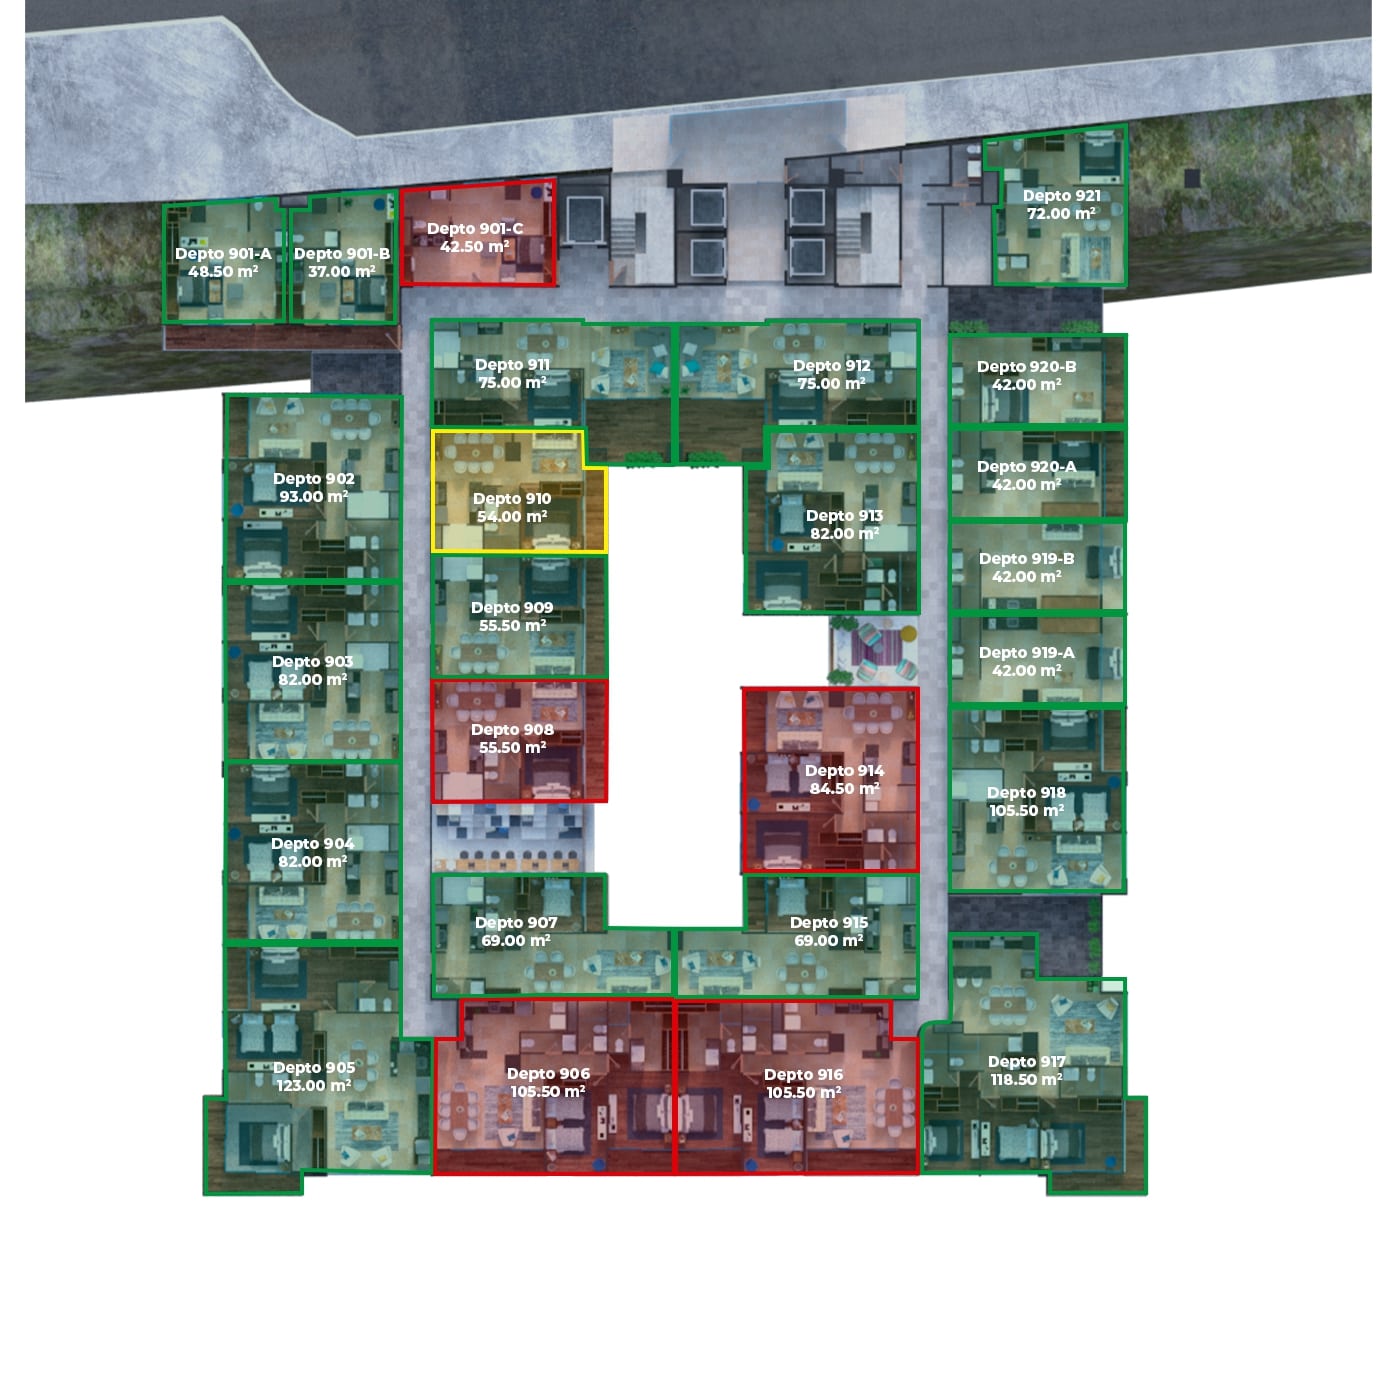 Depto 921
72.00 m²
Depto 901-C
42.50 m²
Depto 901-A
48.50 m²
Depto 901-B
37.00 m²
Depto 911
75.00 m²
Depto 912
75.00 m²
Depto 920-B
42.00 m²
Depto 902
93.00 m²
Depto 910
54.00 m²
Depto 913
82.00 m²
Depto 920-A
42.00 m²
Depto 919-B
42.00 m²
Depto 909
55.50 m²
Depto 903
82.00 m²
Depto 919-A
42.00 m²
Depto 908
55.50 m²
Depto 914
84.50 m²
Depto 918
105.50 m²
Depto 904
82.00 m²
Depto 907
69.00 m²
Depto 915
69.00 m²
Depto 905
123.00 m²
Depto 906
105.50 m²
Depto 916
105.50 m²
Depto 917
118.50 m²